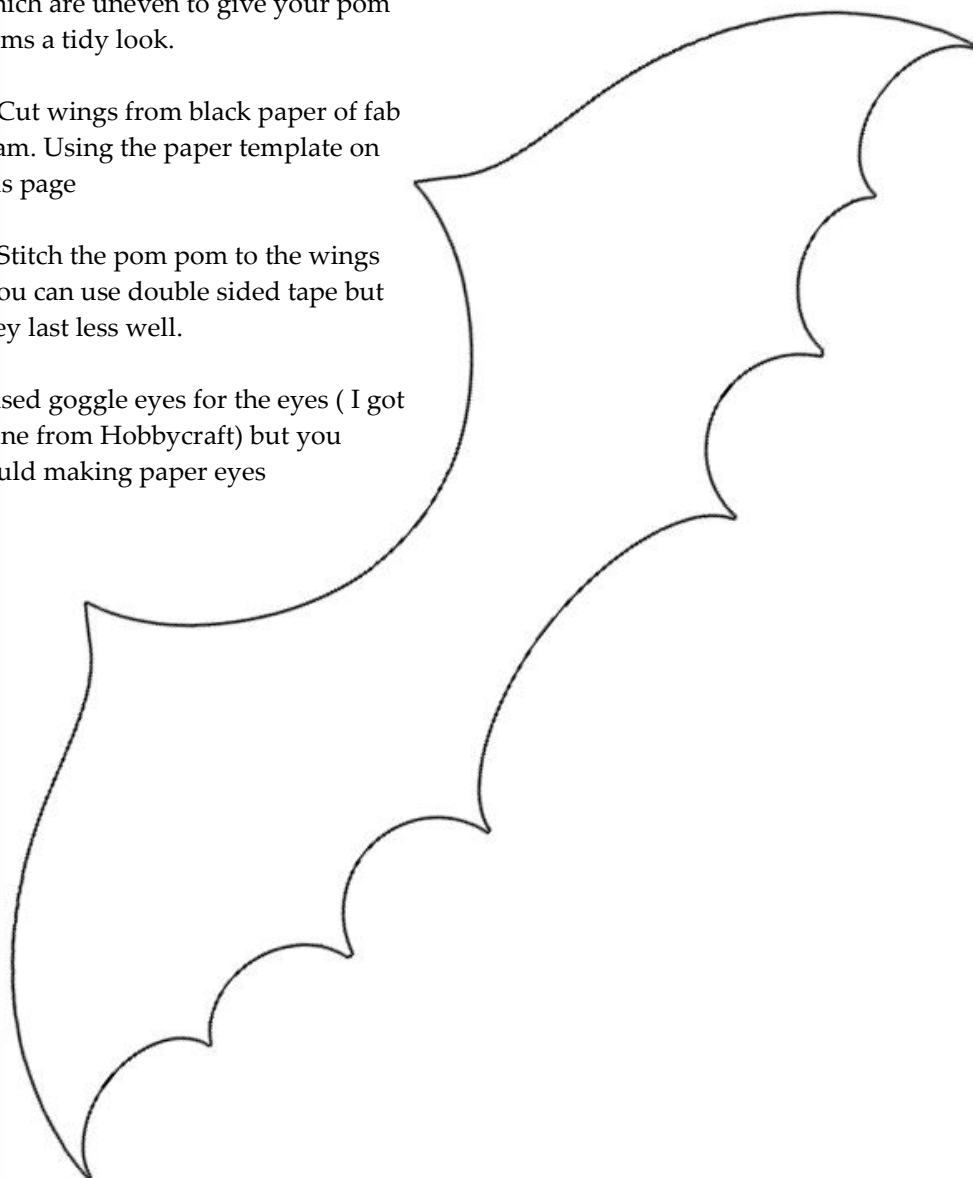 hich are uneven to give your pom
ms a tidy look.
Cut wings from black paper of fab
am. Using the paper template on
is page
Stitch the pom pom to the wings
ou can use double sided tape but
ey last less well.
sed goggle eyes for the eyes ( I got
ine from Hobbycraft) but you
uld making paper eyes